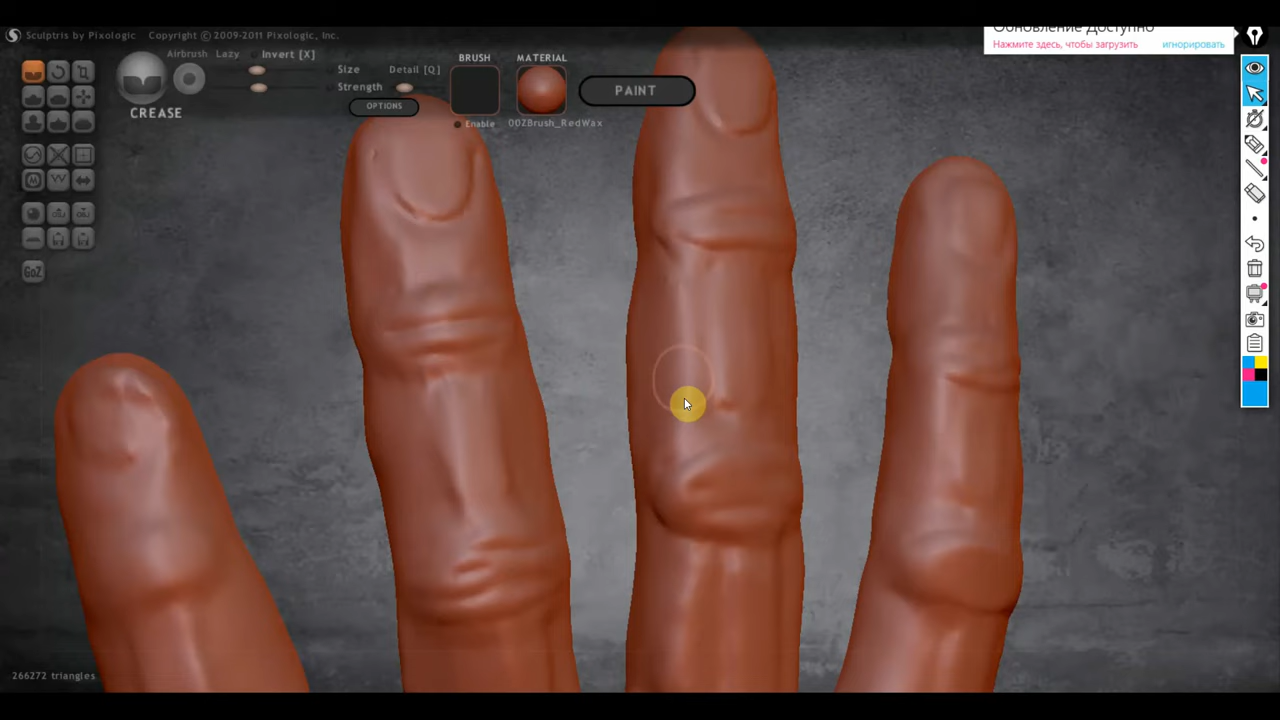 Sculptris by Pixologic Copyright © 2009-2011 Pixologic, Inc.
Обновление доступно
Нажмите здесь, чтобы загрузить игнорировать
Airbrush Lazy Invert [X]
BRUSH
MATERIAL
Size Detail [Q]
Strength
PAINT
OPTIONS
CREASE
Enable
00ZBrush_RedWax
M
GoZ
266272 triangles